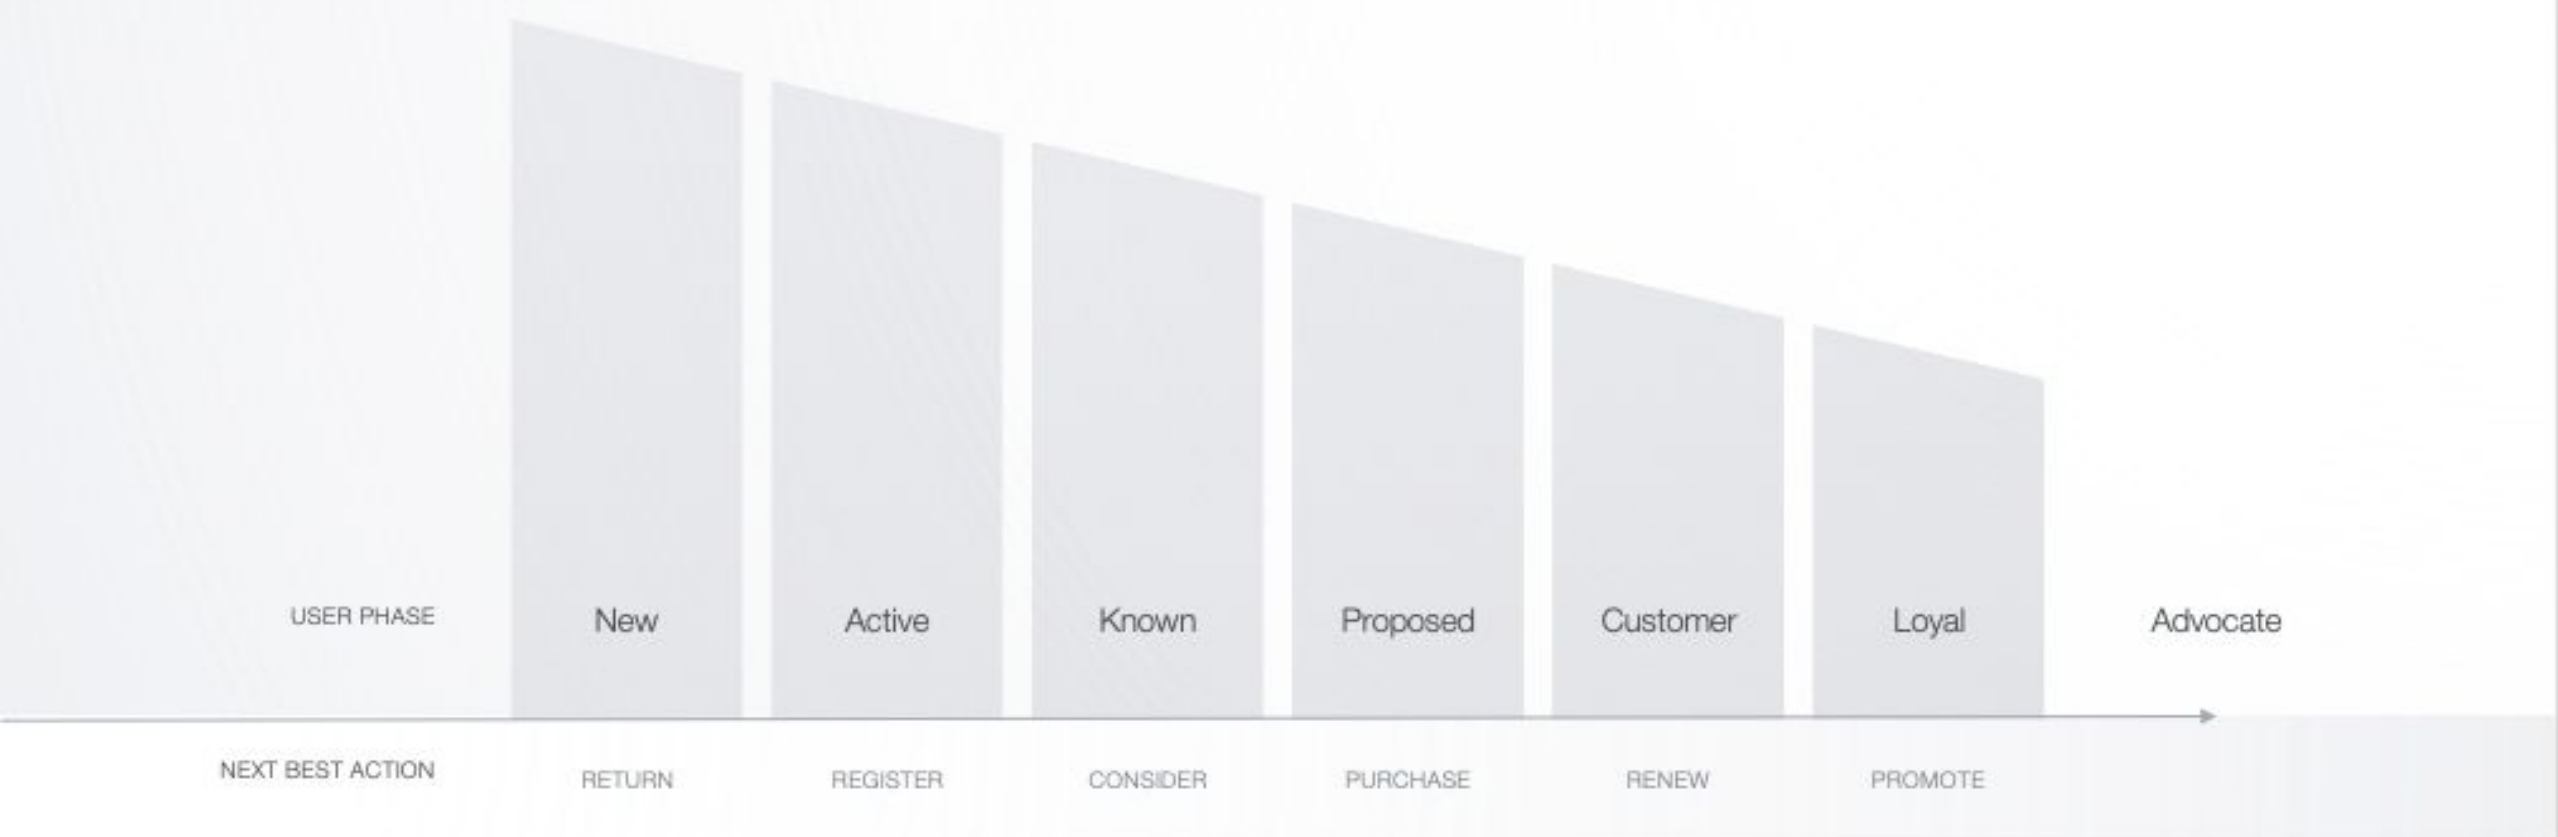 USER PHASE New Active Known Proposed Customer Loyal Advocate
NEXT BEST ACTION RETURN REGISTER CONSIDER PURCHASE RENEW PROMOTE